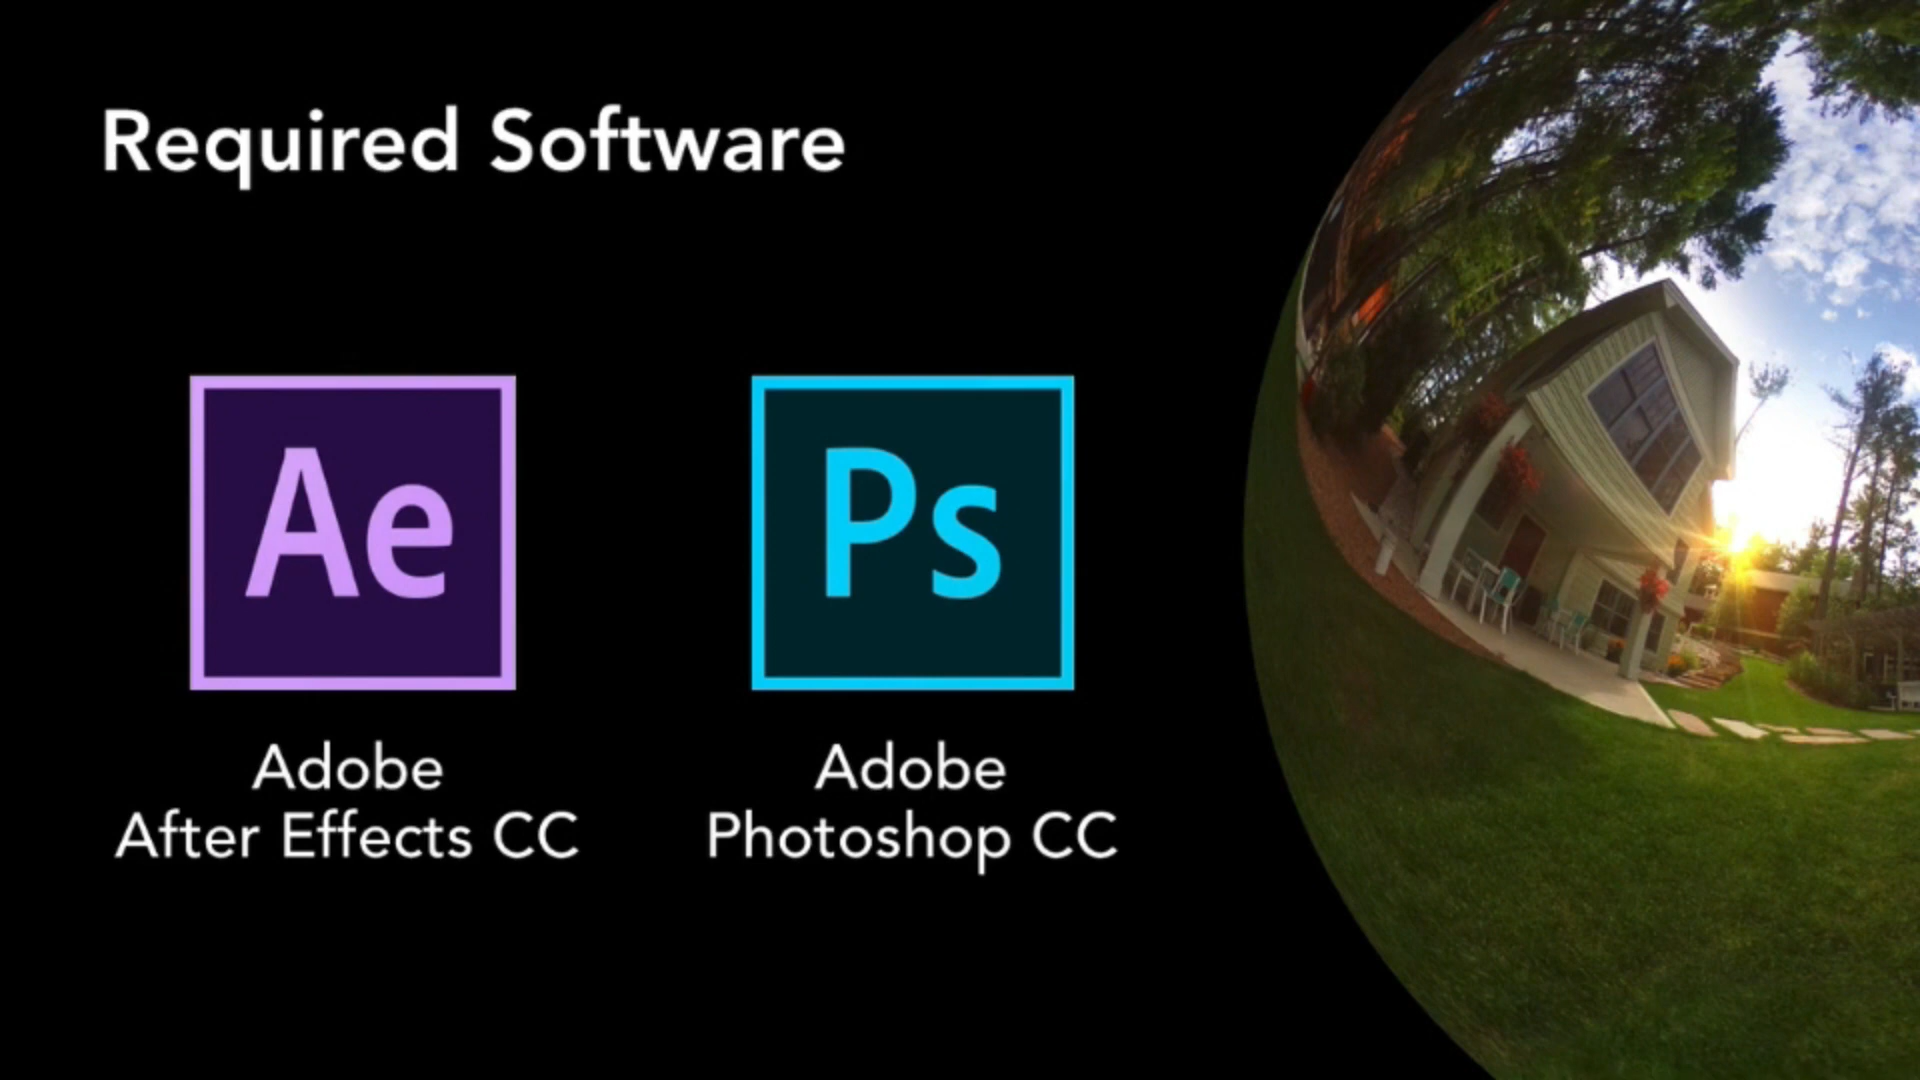 Required Software
Ae
Ps
Adobe
After Effects CC
Adobe
Photoshop CC